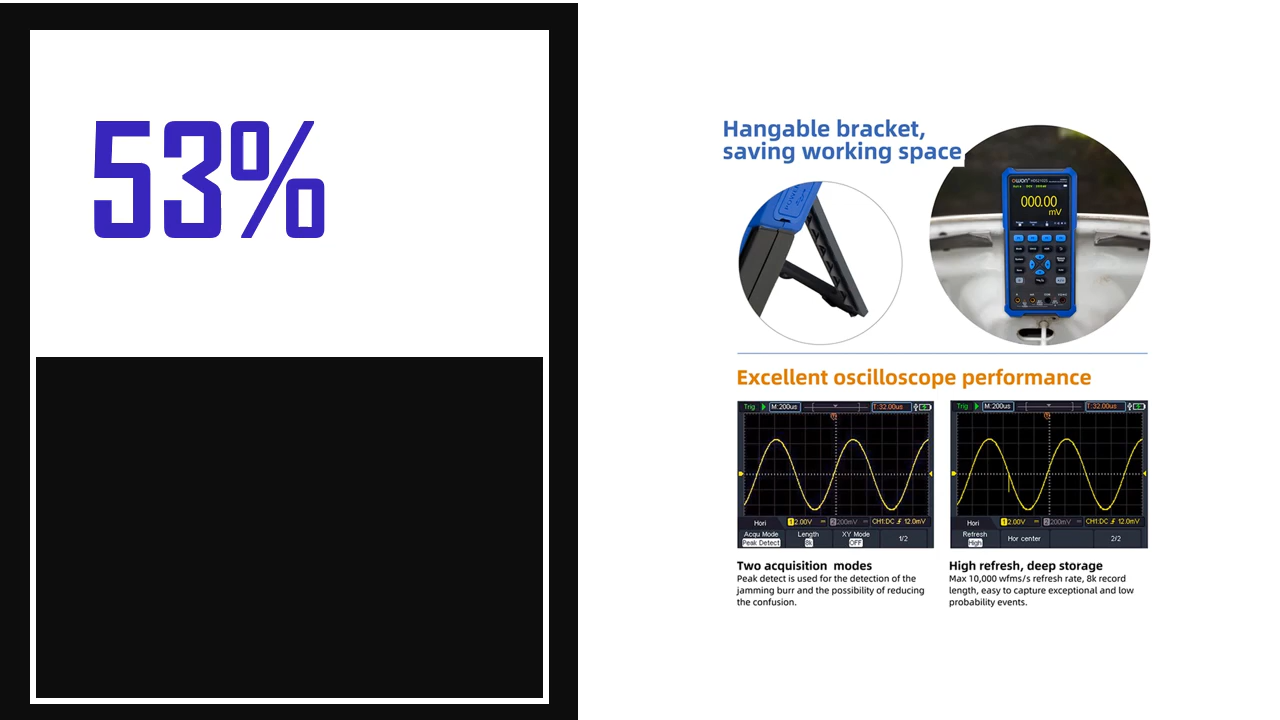 53%
Hangable bracket,
saving working space
OWON
000.00
mV
Excellent oscilloscope performance
Trig M:200us T:32.00us
Hori 1 2.00V 2 200mV CH1:DC 12.0mV
Acqu Mode Length XY Mode 1/2
Peak Detect 8k OFF
Trig M:200us T:32.00us
Hori 1 2.00V 2 200mV CH1:DC 12.0mV
Refresh Hor center 2/2
High
Two acquisition modes
Peak detect is used for the detection of the
jamming burr and the possibility of reducing
the confusion.
High refresh, deep storage
Max 10,000 wfms/s refresh rate, 8k record
length, easy to capture exceptional and low
probability events.